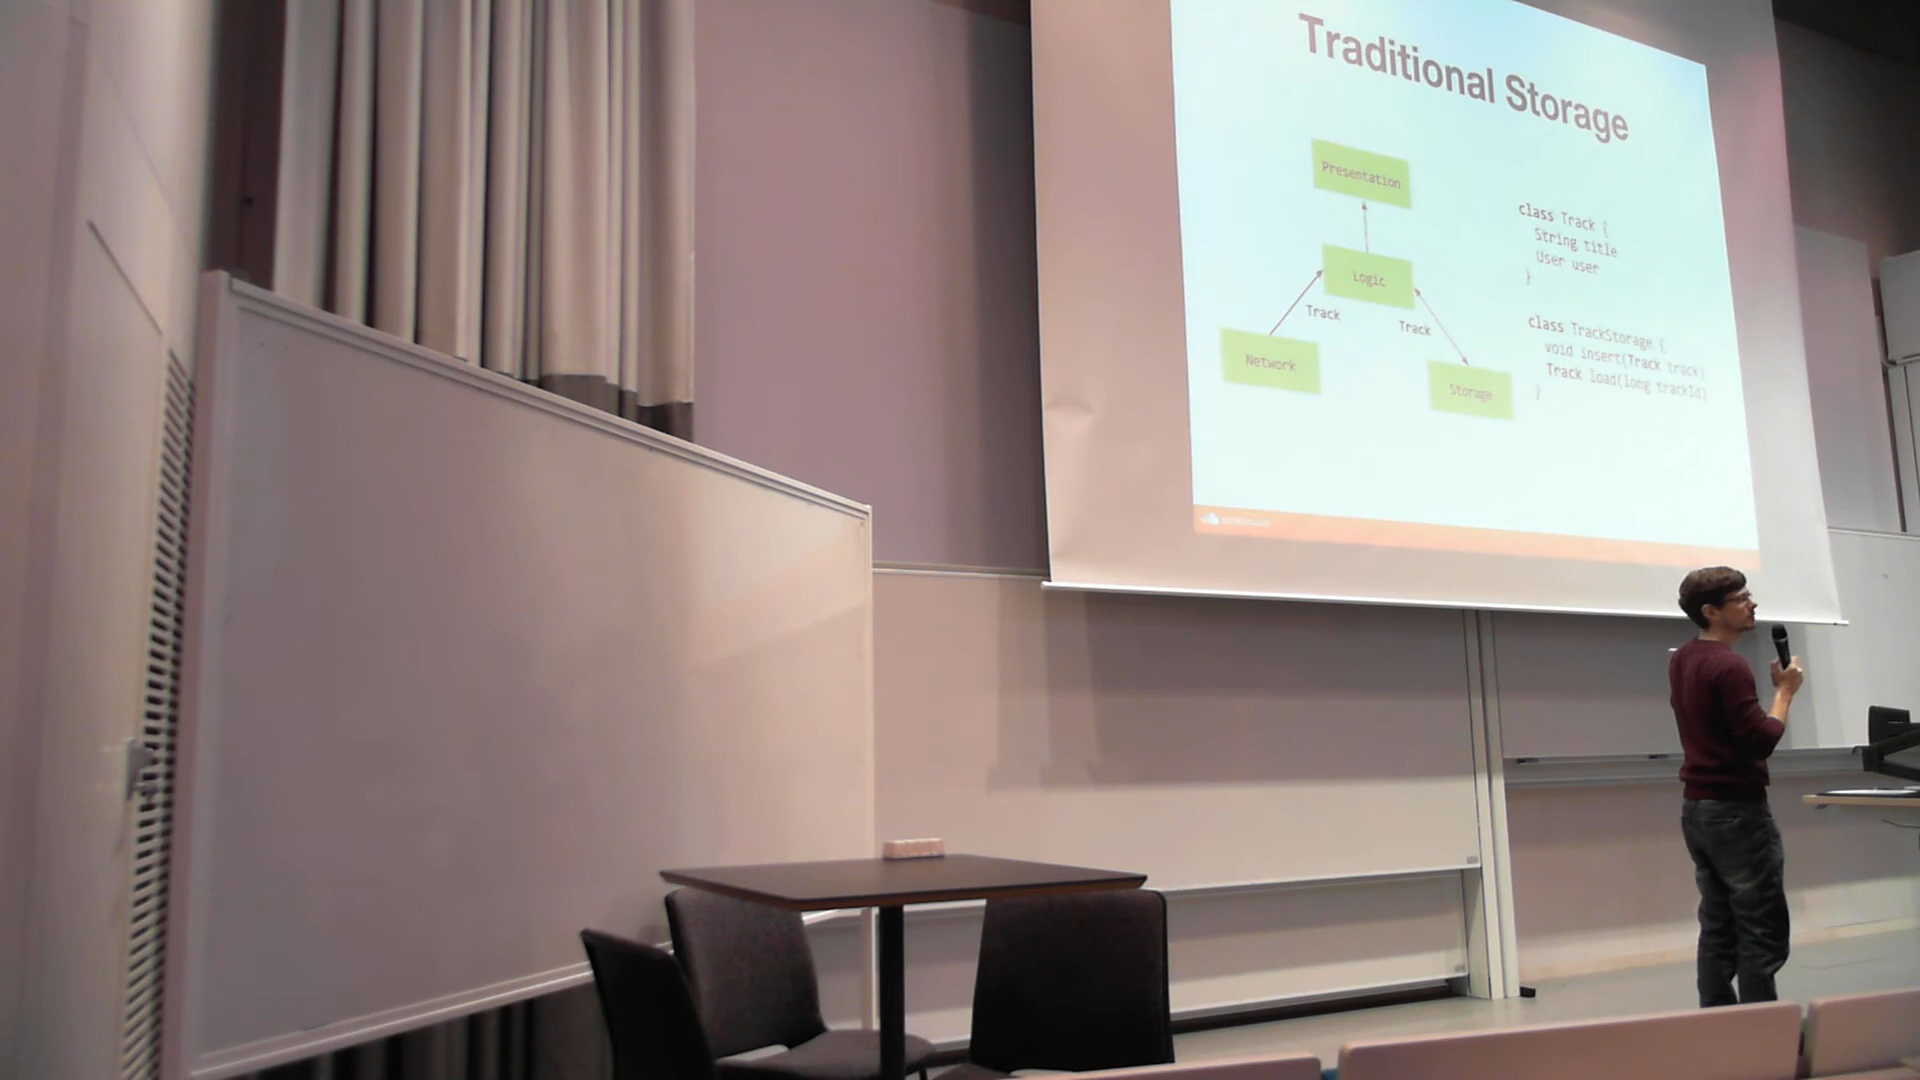 Traditional Storage
Presentation
Logic
Track
Track
Network
Storage
class Track {
String title
User user
}
class TrackStorage {
void insert(Track track)
Track load(long trackId)
}